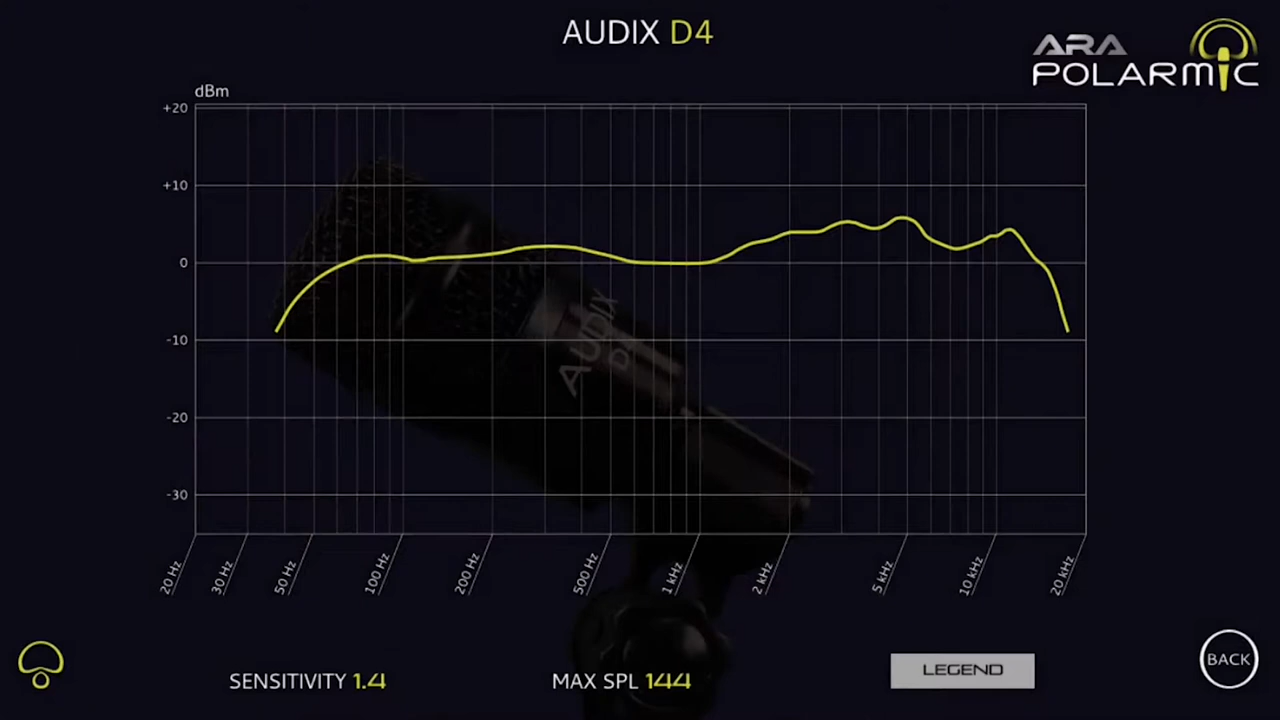 AUDIX D4
ARA
POLARMIC
dBm
+20
+10
0
-10
-20
-30
AUDIX
D4
20 Hz
30 Hz
50 Hz
100 Hz
200 Hz
500 Hz
1 kHz
2 kHz
5 kHz
10 kHz
20 kHz
SENSITIVITY 1.4
MAX SPL 144
LEGEND
BACK